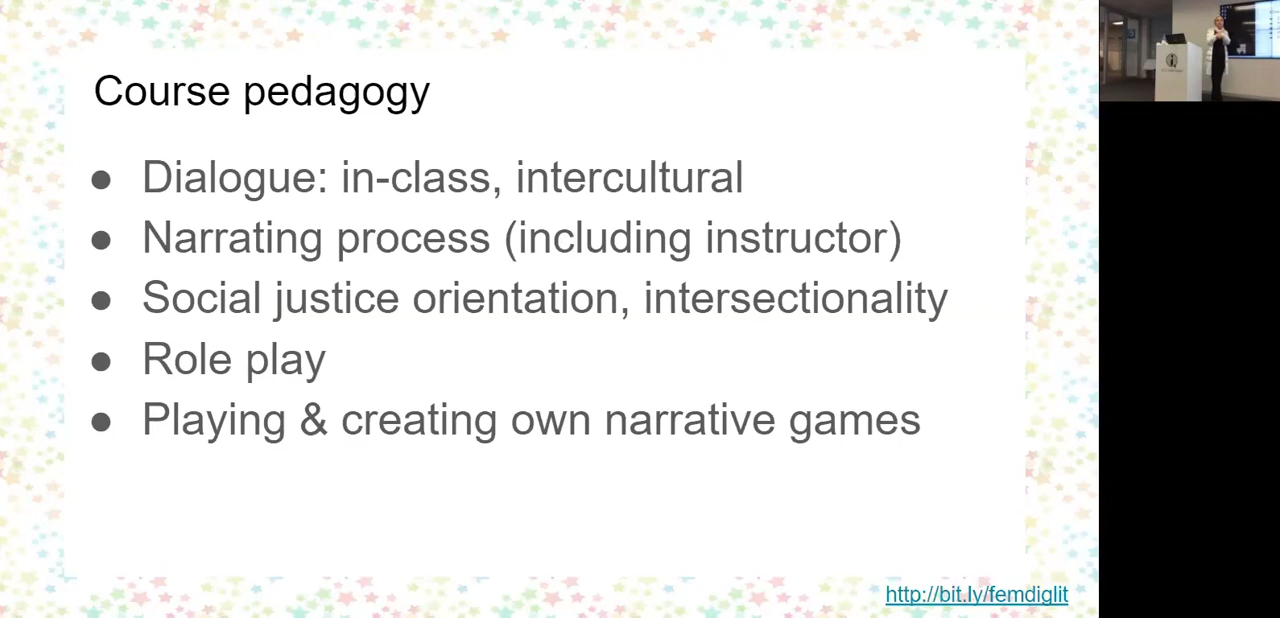 Course pedagogy
● Dialogue: in-class, intercultural
● Narrating process (including instructor)
● Social justice orientation, intersectionality
● Role play
● Playing & creating own narrative games
http://bit.ly/femdiglit